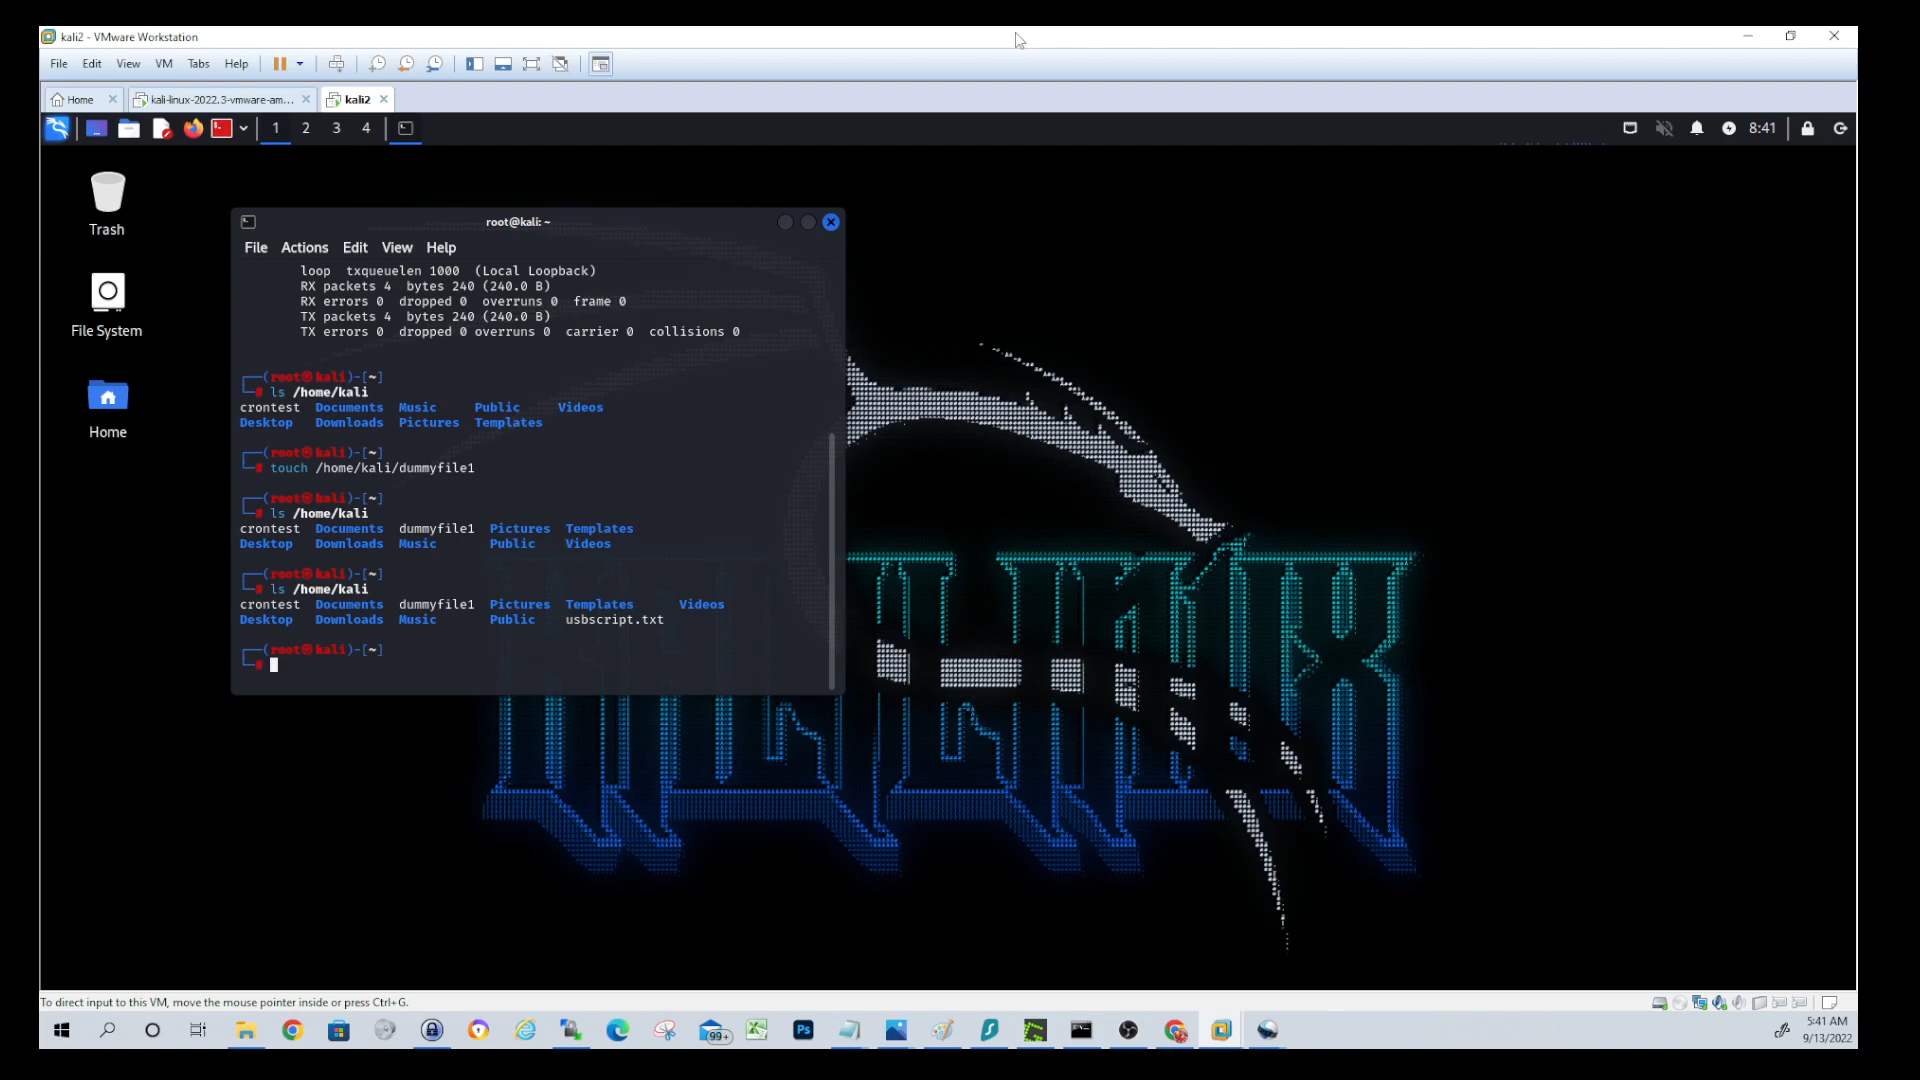 kali2 - VMware Workstation
File Edit View VM Tabs Help
Home kali-linux-2022.3-vmware-am... kali2
1 2 3 4 8:41
Trash
File System
Home
root@kali: ~
File Actions Edit View Help
loop txqueuelen 1000 (Local Loopback)
RX packets 4 bytes 240 (240.0 B)
RX errors 0 dropped 0 overruns 0 frame 0
TX packets 4 bytes 240 (240.0 B)
TX errors 0 dropped 0 overruns 0 carrier 0 collisions 0
┌──(root㉿kali)-[~]
└─# ls /home/kali
crontest Documents Music Public Videos
Desktop Downloads Pictures Templates
┌──(root㉿kali)-[~]
└─# touch /home/kali/dummyfile1
┌──(root㉿kali)-[~]
└─# ls /home/kali
crontest Documents dummyfile1 Pictures Templates
Desktop Downloads Music Public Videos
┌──(root㉿kali)-[~]
└─# ls /home/kali
crontest Documents dummyfile1 Pictures Templates Videos
Desktop Downloads Music Public usbscript.txt
┌──(root㉿kali)-[~]
└─#
To direct input to this VM, move the mouse pointer inside or press Ctrl+G.
99+ Ps
5:41 AM
9/13/2022